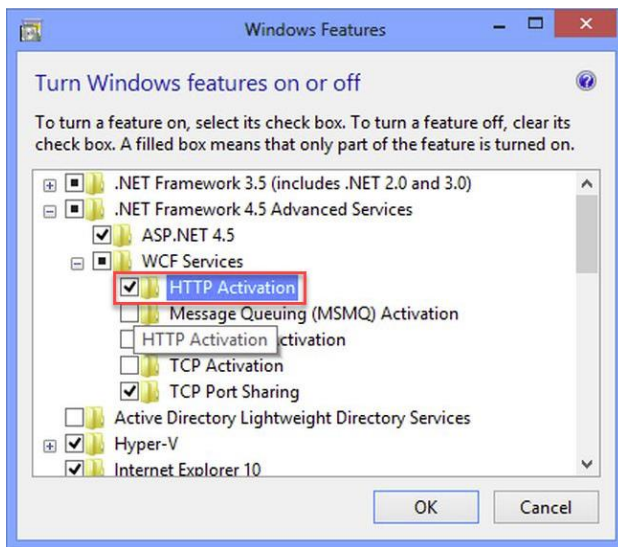 Windows Features
Turn Windows features on or off
To turn a feature on, select its check box. To turn a feature off, clear its
check box. A filled box means that only part of the feature is turned on.
.NET Framework 3.5 (includes .NET 2.0 and 3.0)
.NET Framework 4.5 Advanced Services
ASP.NET 4.5
WCF Services
HTTP Activation
Message Queuing (MSMQ) Activation
HTTP Activation
TCP Activation
TCP Port Sharing
Active Directory Lightweight Directory Services
Hyper-V
Internet Explorer 10
OK Cancel